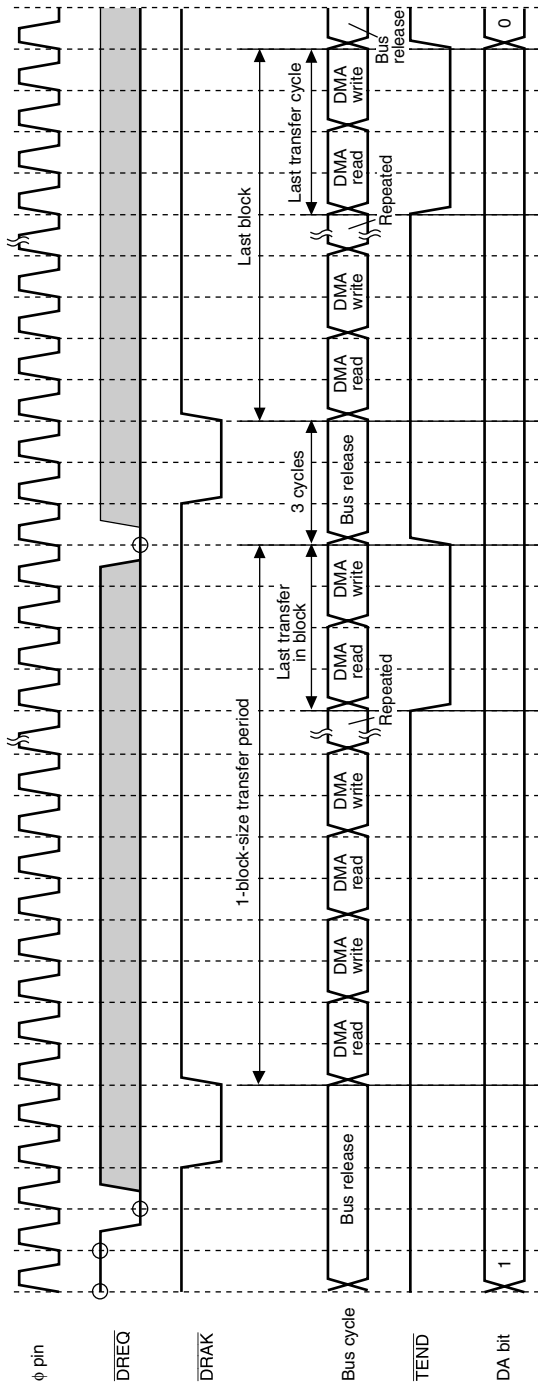 φ pin
DREQ
DRAK
1-block-size transfer period
Last block
Last transfer
in block
3 cycles
Last transfer cycle
Bus cycle
Bus release
DMA
read
DMA
write
DMA
read
DMA
write
Repeated
DMA
read
DMA
write
Bus release
DMA
read
DMA
write
Repeated
DMA
read
DMA
write
Bus
release
TEND
DA bit
1
0